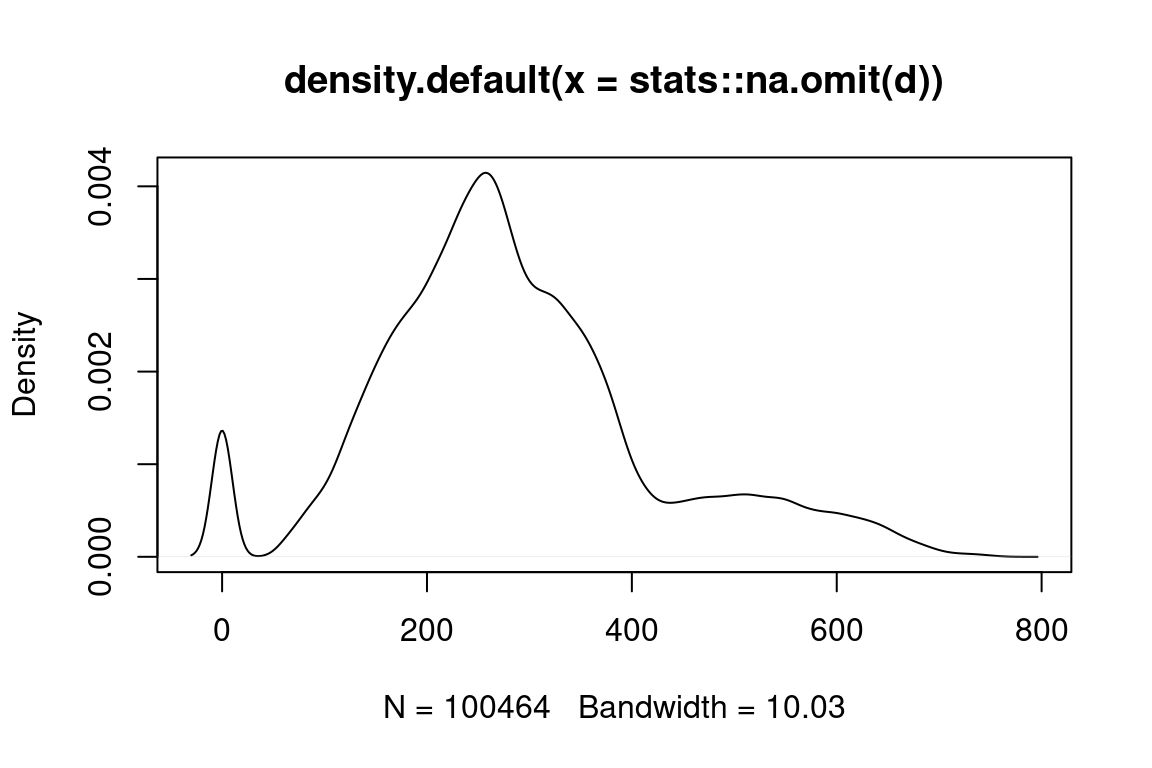 density.default(x = stats::na.omit(d))
Density
0.000
0.002
0.004
0
200
400
600
800
N = 100464   Bandwidth = 10.03